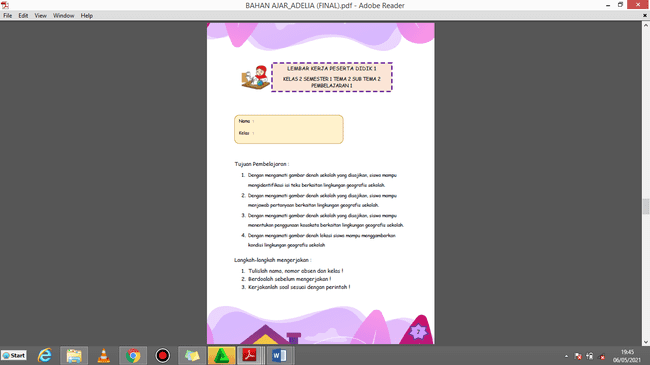 BAHAN AJAR_ADELIA (FINAL).pdf - Adobe Reader
File Edit View Window Help
LEMBAR KERJA PESERTA DIDIK 1
KELAS 2 SEMESTER 1 TEMA 2 SUB TEMA 2
PEMBELAJARAN 1
Nama :
Kelas :
Tujuan Pembelajaran :
1. Dengan mengamati gambar denah sekolah yang disajikan, siswa mampu
mengidentifikasi isi teks berkaitan lingkungan geografis sekolah.
2. Dengan mengamati gambar denah sekolah yang disajikan, siswa mampu
menjawab pertanyaan berkaitan lingkungan geografis sekolah.
3. Dengan mengamati gambar denah sekolah yang disajikan, siswa mampu
menentukan penggunaan kosakata berkaitan lingkungan geografis sekolah.
4. Dengan mengamati gambar denah lokasi siswa mampu menggambarkan
kondisi lingkungan geografis sekolah
Langkah-langkah mengerjakan :
1. Tulislah nama, nomor absen dan kelas !
2. Berdoalah sebelum mengerjakan !
3. Kerjakanlah soal sesuai dengan perintah !
7
Start
19:45
06/05/2021